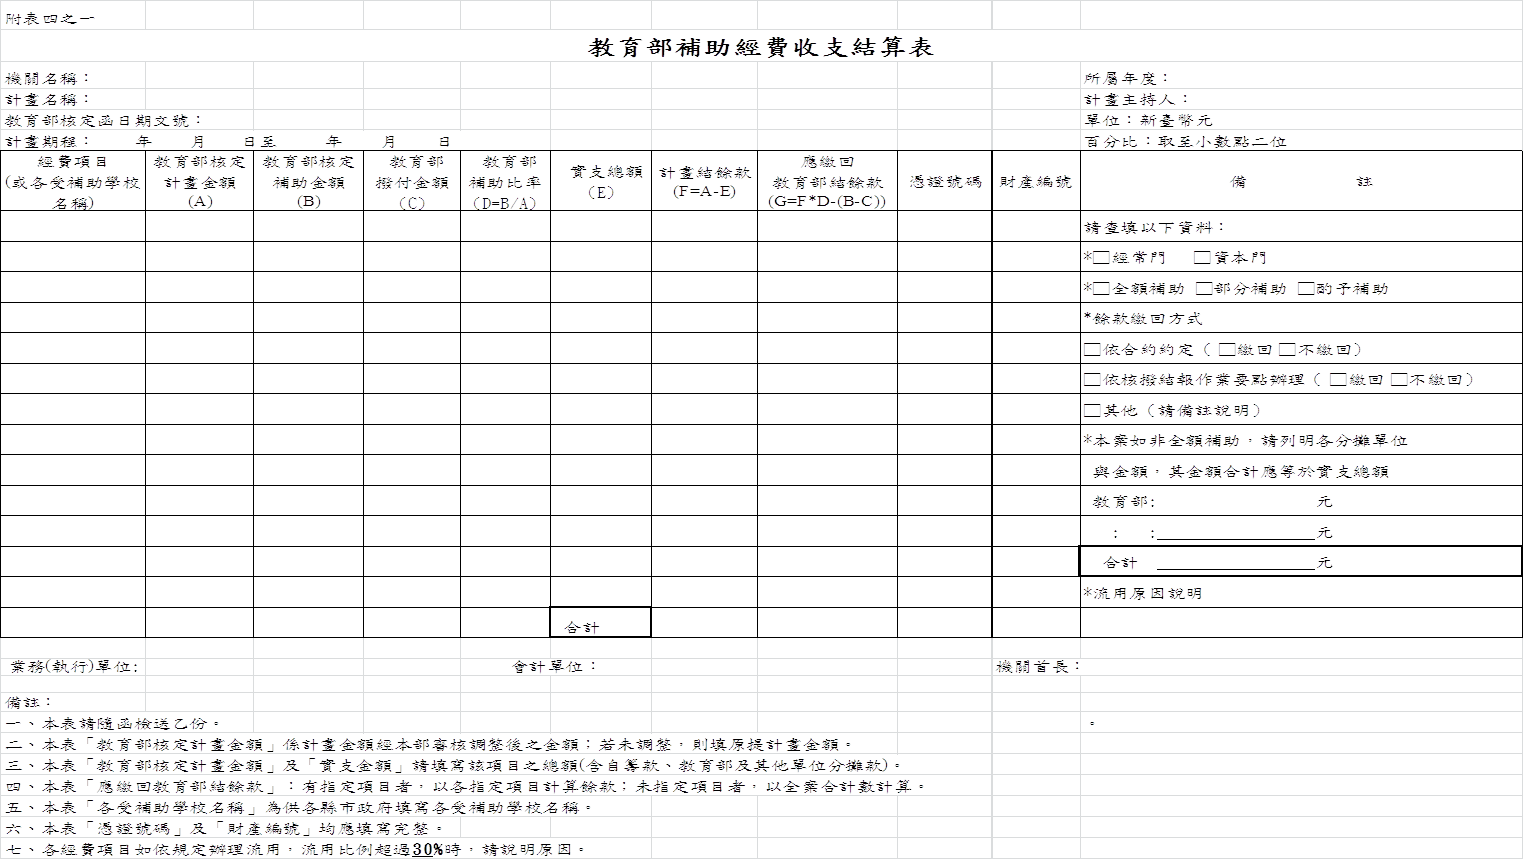 附表四之一
教育部補助經費收支結算表
機關名稱： 所屬年度：
計畫名稱： 計畫主持人：
教育部核定函日期文號： 單位：新臺幣元
計畫期程： 年 月 日至 年 月 日 百分比：取至小數點二位
經費項目
(或各受補助學校
名稱)
教育部核定
計畫金額
(A)
教育部核定
補助金額
(B)
教育部
撥付金額
(C)
教育部
補助比率
(D=B/A)
實支總額
(E)
計畫結餘款
(F=A-E)
應繳回
教育部結餘款
(G=F*D-(B-C))
憑證號碼
財產編號
備 註
請查填以下資料：
*□經常門 □資本門
*□全額補助 □部分補助 □酌予補助
*餘款繳回方式
□依合約約定（ □繳回 □不繳回）
□依核撥結報作業要點辦理（ □繳回 □不繳回）
□其他（請備註說明）
*本案如非全額補助，請列明各分攤單位
與金額，其金額合計應等於實支總額
教育部: 元
: :＿＿＿＿＿＿元
合計 ＿＿＿＿＿＿元
*流用原因說明
合計
業務(執行)單位: 會計單位： 機關首長：
備註：
一、本表請隨函檢送乙份。 。
二、本表「教育部核定計畫金額」係計畫金額經本部審核調整後之金額；若未調整，則填原提計畫金額。
三、本表「教育部核定計畫金額」及「實支金額」請填寫該項目之總額(含自籌款、教育部及其他單位分攤款)。
四、本表「應繳回教育部結餘款」：有指定項目者，以各指定項目計算餘款；未指定項目者，以全案合計數計算。
五、本表「各受補助學校名稱」為供各縣市政府填寫各受補助學校名稱。
六、本表「憑證號碼」及「財產編號」均應填寫完整。
七、各經費項目如依規定辦理流用，流用比例超過30%時，請說明原因。